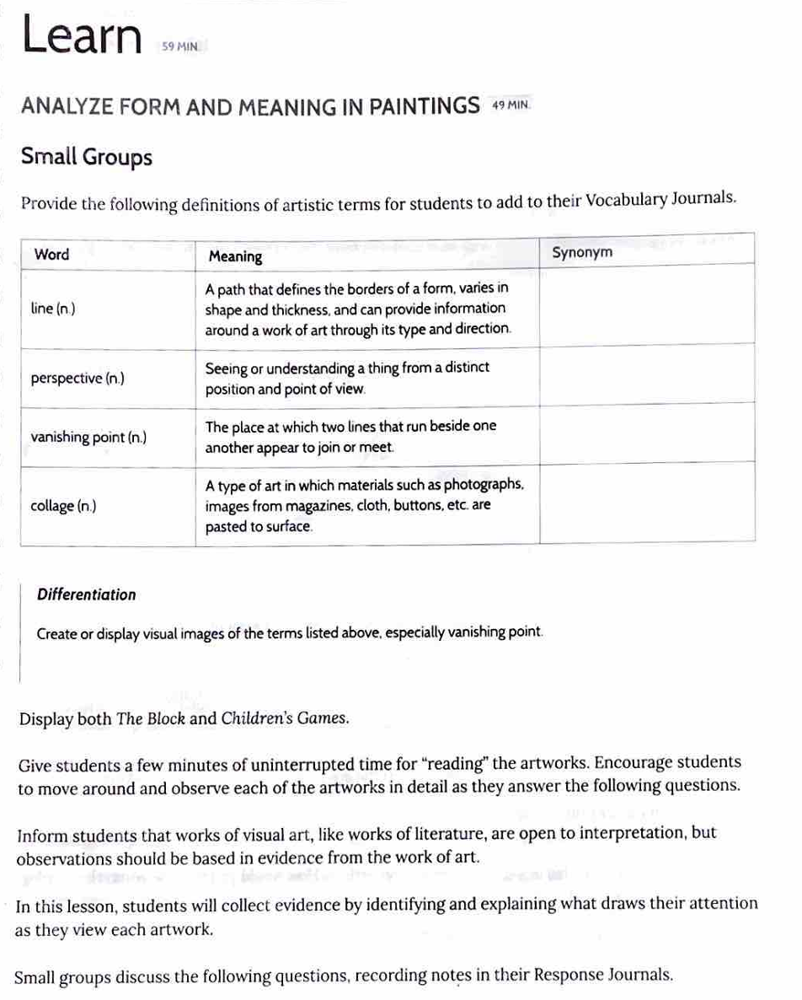 Learn 59 MIN.
ANALYZE FORM AND MEANING IN PAINTINGS 49 MIN.
Small Groups
Provide the following definitions of artistic terms for students to add to their Vocabulary Journals.
Word Meaning Synonym
line (n.)
A path that defines the borders of a form, varies in
shape and thickness, and can provide information
around a work of art through its type and direction.
perspective (n.)
Seeing or understanding a thing from a distinct
position and point of view.
vanishing point (n.)
The place at which two lines that run beside one
another appear to join or meet.
collage (n.)
A type of art in which materials such as photographs,
images from magazines, cloth, buttons, etc. are
pasted to surface.
Differentiation
Create or display visual images of the terms listed above, especially vanishing point.
Display both The Block and Children's Games.
Give students a few minutes of uninterrupted time for “reading” the artworks. Encourage students
to move around and observe each of the artworks in detail as they answer the following questions.
Inform students that works of visual art, like works of literature, are open to interpretation, but
observations should be based in evidence from the work of art.
In this lesson, students will collect evidence by identifying and explaining what draws their attention
as they view each artwork.
Small groups discuss the following questions, recording notes in their Response Journals.